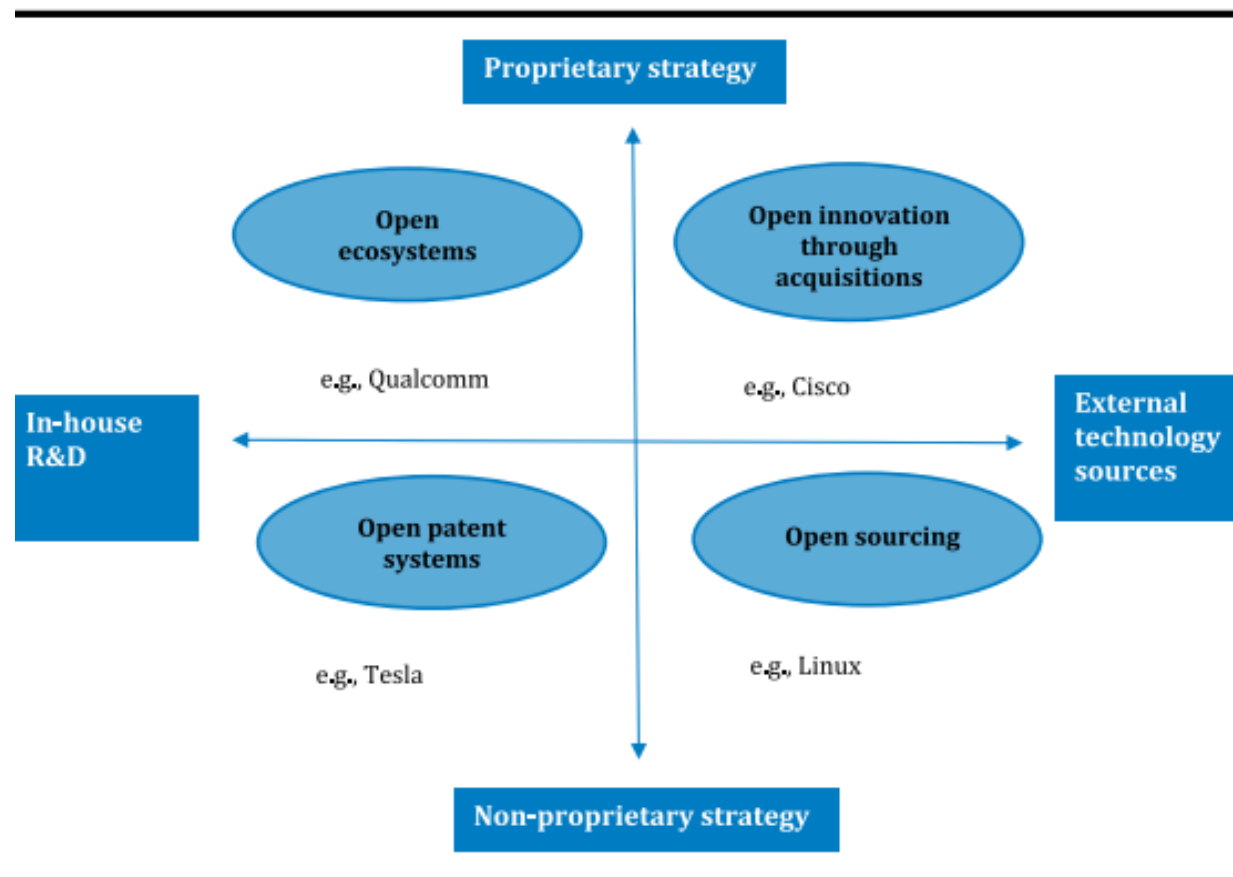 Proprietary strategy
Open
ecosystems
Open innovation
through
acquisitions
e.g., Qualcomm
e.g., Cisco
In-house
R&D
External
technology
sources
Open patent
systems
Open sourcing
e.g., Tesla
e.g., Linux
Non-proprietary strategy